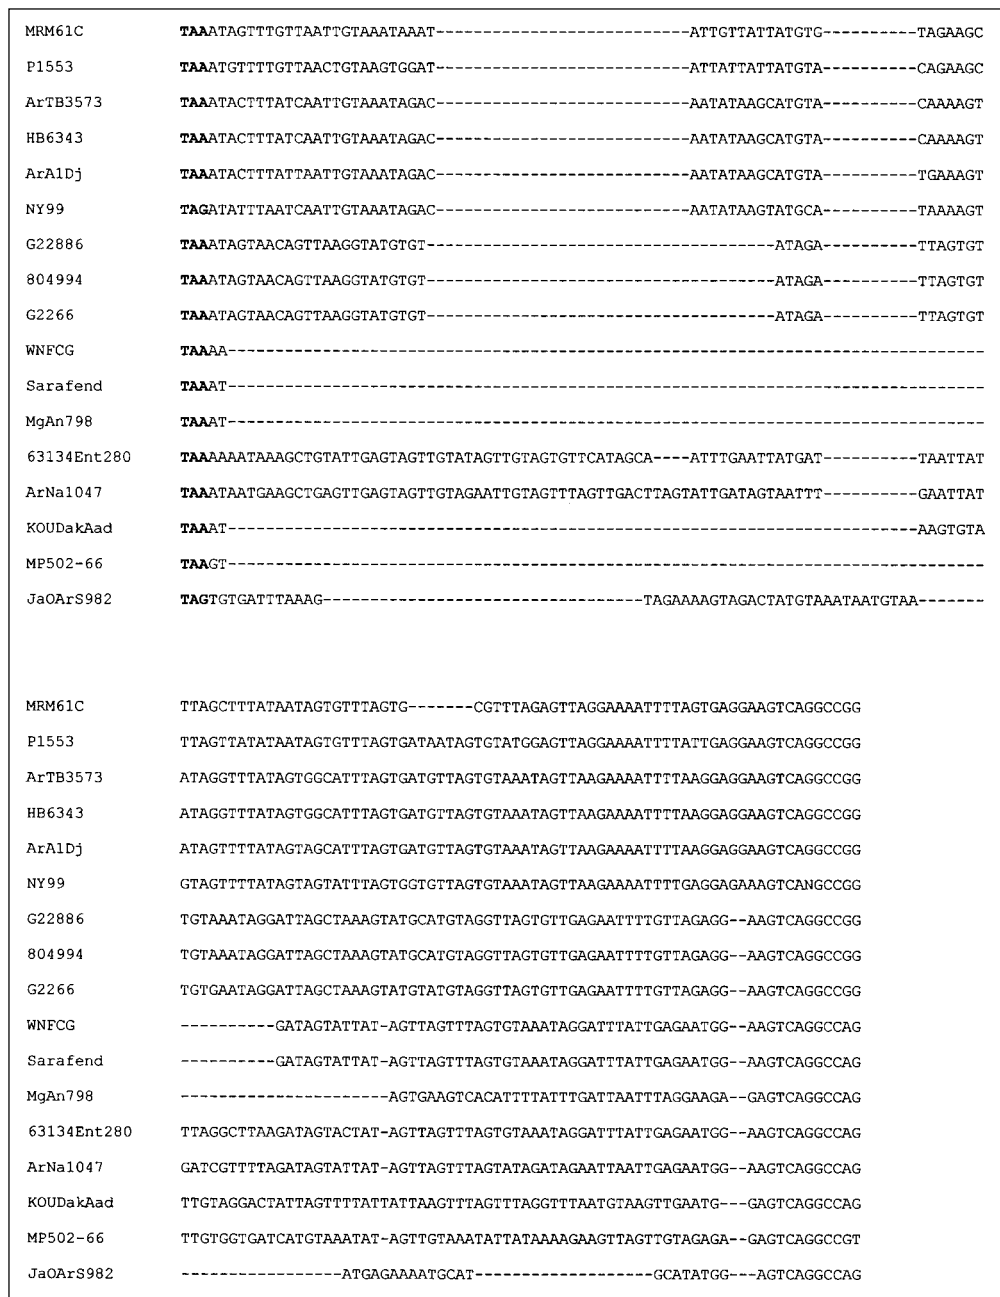 MRM61C TAAATAGTTTGTTAATTGTAAATAAAT---------------------------ATTGTTATTATGTG----------TAGAAGC
P1553 TAAATGTTTTGTTAACTGTAAGTGGAT---------------------------ATTATTATTATGTA----------CAGAAGC
ArTB3573 TAAATACTTTATCAATTGTAAATAGAC---------------------------AATATAAGCATGTA----------CAAAAGT
HB6343 TAAATACTTTATCAATTGTAAATAGAC---------------------------AATATAAGCATGTA----------CAAAAGT
ArA1Dj TAAATACTTTATTAATTGTAAATAGAC---------------------------AATATAAGCATGTA----------TGAAAGT
NY99 TAGATATTTAATCAATTGTAAATAGAC---------------------------AATATAAGTATGCA----------TAAAAGT
G22886 TAAATAGTAACAGTTAAGGTATGTGT-------------------------------------ATAGA----------TTAGTGT
804994 TAAATAGTAACAGTTAAGGTATGTGT-------------------------------------ATAGA----------TTAGTGT
G2266 TAAATAGTAACAGTTAAGGTATGTGT-------------------------------------ATAGA----------TTAGTGT
WNFCG TAAAA--------------------------------------------------------------------------------
Sarafend TAAAT--------------------------------------------------------------------------------
MgAn798 TAAAT--------------------------------------------------------------------------------
63134Ent280 TAAAAAATAAAGCTGTATTGAGTAGTTGTATAGTTGTAGTGTTCATAGCA----ATTTGAATTATGAT----------TAATTAT
ArNa1047 TAAATAATGAAGCTGAGTTGAGTAGTTGTAGAATTGTAGTTTAGTTGACTTAGTATTGATAGTAATTT----------GAATTAT
KOUDakAad TAAAT-------------------------------------------------------------------------AAGTGTA
MP502-66 TAAGT--------------------------------------------------------------------------------
JaOArS982 TAGTGTGATTTAAAG----------------------------------TAGAAAAGTAGACTATGTAAATAATGTAA-------
MRM61C TTAGCTTTATAATAGTGTTTAGTG-------CGTTTAGAGTTAGGAAAATTTTAGTGAGGAAGTCAGGCCGG
P1553 TTAGTTATATAATAGTGTTTAGTGATAATAGTGTATGGAGTTAGGAAAATTTTATTGAGGAAGTCAGGCCGG
ArTB3573 ATAGGTTTATAGTGGCATTTAGTGATGTTAGTGTAAATAGTTAAGAAAATTTTAAGGAGGAAGTCAGGCCGG
HB6343 ATAGGTTTATAGTGGCATTTAGTGATGTTAGTGTAAATAGTTAAGAAAATTTTAAGGAGGAAGTCAGGCCGG
ArA1Dj ATAGTTTTATAGTAGCATTTAGTGATGTTAGTGTAAATAGTTAAGAAAATTTTAAGGAGGAAGTCAGGCCGG
NY99 GTAGTTTTATAGTAGTATTTAGTGGTGTTAGTGTAAATAGTTAAGAAAATTTTGAGGAGAAAGTCANGCCGG
G22886 TGTAAATAGGATTAGCTAAAGTATGCATGTAGGTTAGTGTTGAGAATTTTGTTAGAGG--AAGTCAGGCCGG
804994 TGTAAATAGGATTAGCTAAAGTATGCATGTAGGTTAGTGTTGAGAATTTTGTTAGAGG--AAGTCAGGCCGG
G2266 TGTGAATAGGATTAGCTAAAGTATGTATGTAGGTTAGTGTTGAGAATTTTGTTAGAGG--AAGTCAGGCCGG
WNFCG ----------GATAGTATTAT-AGTTAGTTTAGTGTAAATAGGATTTATTGAGAATGG--AAGTCAGGCCAG
Sarafend ----------GATAGTATTAT-AGTTAGTTTAGTGTAAATAGGATTTATTGAGAATGG--AAGTCAGGCCAG
MgAn798 ----------------------AGTGAAGTCACATTTTATTTGATTAATTTAGGAAGA--GAGTCAGGCCAG
63134Ent280 TTAGGCTTAAGATAGTACTAT-AGTTAGTTTAGTGTAAATAGGATTTATTGAGAATGG--AAGTCAGGCCAG
ArNa1047 GATCGTTTTAGATAGTATTAT-AGTTAGTTTAGTATAGATAGAATTAATTGAGAATGG--AAGTCAGGCCAG
KOUDakAad TTGTAGGACTATTAGTTTTATTATTAAGTTTAGTTTAGGTTTAATGTAAGTTGAATG---GAGTCAGGCCAG
MP502-66 TTGTGGTGATCATGTAAATAT-AGTTGTAAATATTATAAAAGAAGTTAGTTGTAGAGA--GAGTCAGGCCGT
JaOArS982 -----------------ATGAGAAAATGCAT-------------------GCATATGG---AGTCAGGCCAG